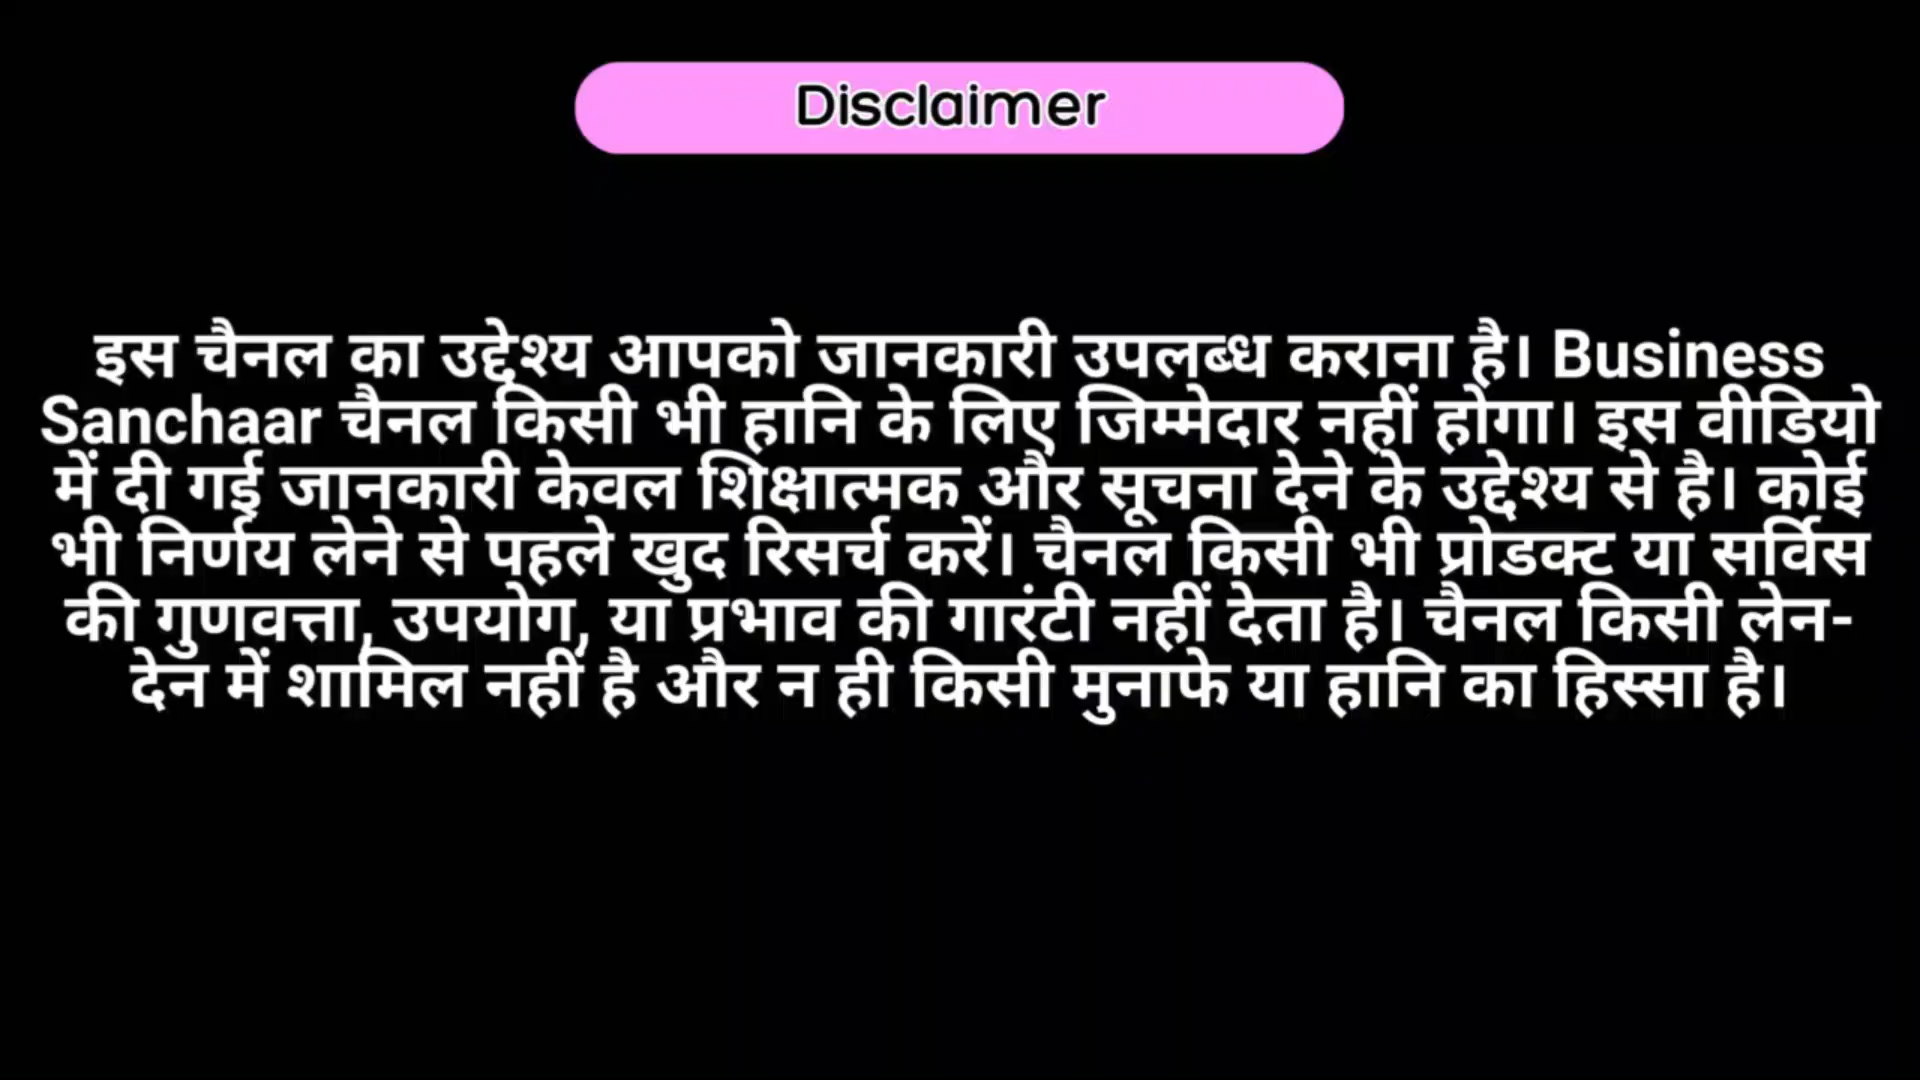 Disclaimer
इस चैनल का उद्देश्य आपको जानकारी उपलब्ध कराना है। Business
Sanchaar चैनल किसी भी हानि के लिए जिम्मेदार नहीं होगा। इस वीडियो
में दी गई जानकारी केवल शिक्षात्मक और सूचना देने के उद्देश्य से है। कोई
भी निर्णय लेने से पहले खुद रिसर्च करें। चैनल किसी भी प्रोडक्ट या सर्विस
की गुणवत्ता, उपयोग, या प्रभाव की गारंटी नहीं देता है। चैनल किसी लेन-
देन में शामिल नहीं है और न ही किसी मुनाफे या हानि का हिस्सा है।